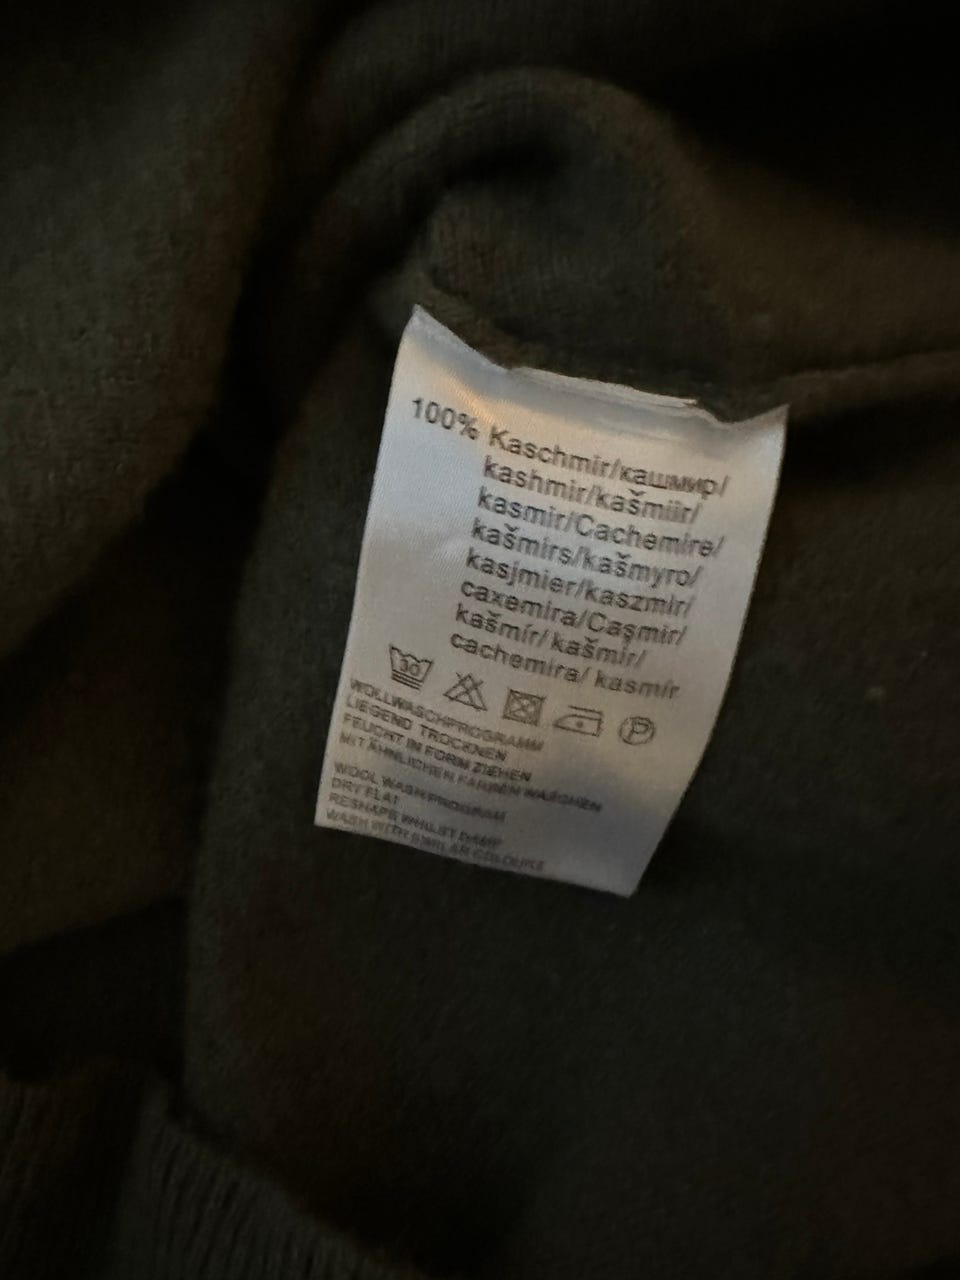 100% Kaschmir/кашмир/
kashmir/kašmiir/
kasmir/Cachemire/
kašmirs/kašmyro/
kasjmier/kaszmir/
caxemira/Caşmir/
kašmír/ kašmir/
cachemira/ kasmír
30
P
WOLLWASCHPROGRAMM
LIEGEND TROCKNEN
FEUCHT IN FORM ZIEHEN
MIT ÄHNLICHEN FARBEN WASCHEN
WOOL WASH PROGRAM
DRY FLAT
RESHAPE WHILST DAMP
WASH WITH SIMILAR COLOURS